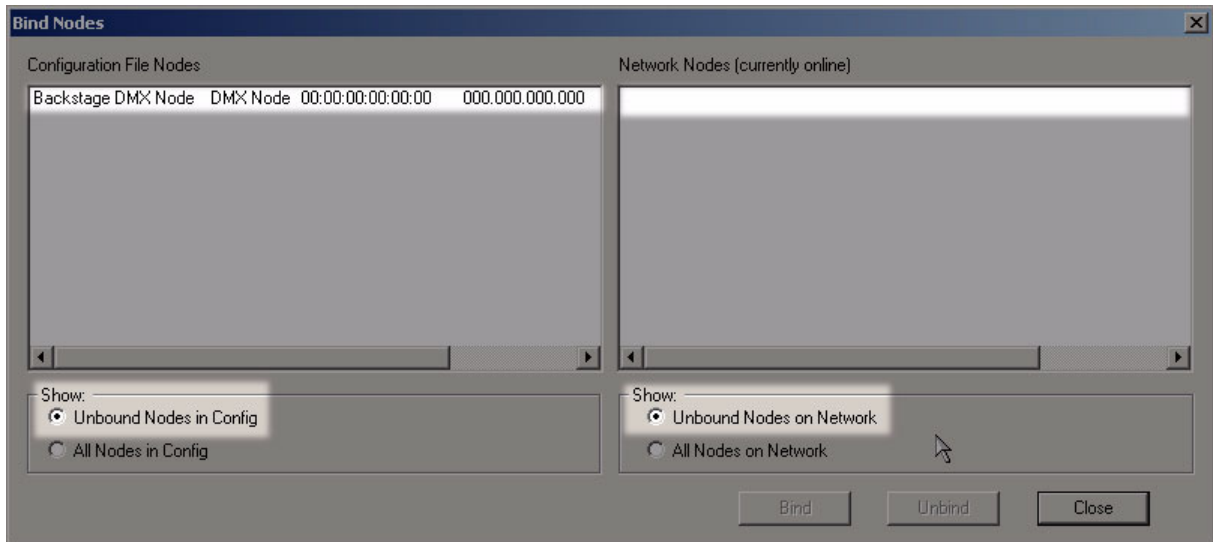 Bind Nodes
Configuration File Nodes
Network Nodes (currently online)
Backstage DMX Node DMX Node 00:00:00:00:00:00 000.000.000.000
Show:
Unbound Nodes in Config
All Nodes in Config
Show:
Unbound Nodes on Network
All Nodes on Network
Bind
Unbind
Close